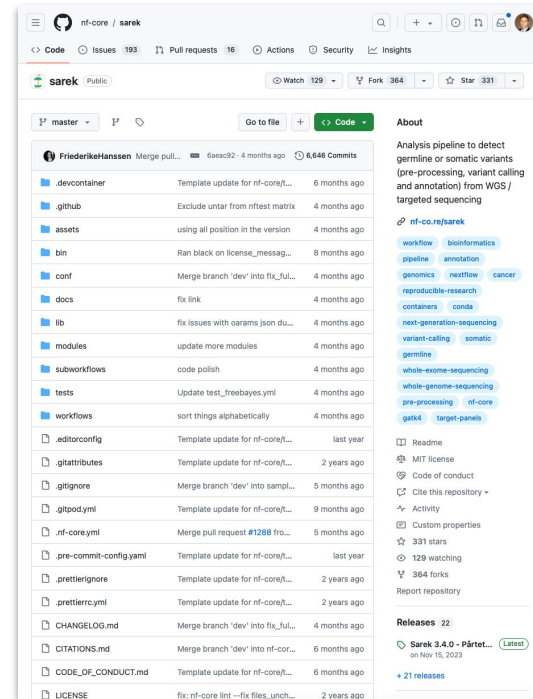 nf-core / sarek
Code
Issues 193
Pull requests 16
Actions
Security
Insights
sarek Public
Watch 129
Fork 364
Star 331
master
Go to file
+
Code
FriederikeHanssen Merge pull... 6aeac92 · 4 months ago 6,646 Commits
.devcontainer Template update for nf-core/t... 6 months ago
.github Exclude untar from nftest matrix 4 months ago
assets using all position in the version 4 months ago
bin Ran black on license_messag... 8 months ago
conf Merge branch 'dev' into fix_ful... 4 months ago
docs fix link 4 months ago
lib fix issues with oarams json du... 4 months ago
modules update more modules 4 months ago
subworkflows code polish 4 months ago
tests Update test_freebayes.yml 4 months ago
workflows sort things alphabetically 4 months ago
.editorconfig Template update for nf-core/t... last year
.gitattributes Template update for nf-core/t... 2 years ago
.gitignore Merge branch 'dev' into sampl... 5 months ago
.gitpod.yml Template update for nf-core/t... 9 months ago
.nf-core.yml Merge pull request #1288 fro... 5 months ago
.pre-commit-config.yaml Template update for nf-core/t... last year
.prettierignore Template update for nf-core/t... 2 years ago
.prettierrc.yml Template update for nf-core/t... 2 years ago
CHANGELOG.md Merge branch 'dev' into fix_ful... 4 months ago
CITATIONS.md Merge branch 'dev' into nf-cor... 6 months ago
CODE_OF_CONDUCT.md Template update for nf-core/t... 6 months ago
LICENSE fix: nf-core lint --fix files_unch... 2 years ago
About
Analysis pipeline to detect
germline or somatic variants
(pre-processing, variant calling
and annotation) from WGS /
targeted sequencing
nf-co.re/sarek
workflow bioinformatics
pipeline annotation
genomics nextflow cancer
reproducible-research
containers conda
next-generation-sequencing
variant-calling somatic
germline
whole-exome-sequencing
whole-genome-sequencing
pre-processing nf-core
gatk4 target-panels
Readme
MIT license
Code of conduct
Cite this repository
Activity
Custom properties
331 stars
129 watching
364 forks
Report repository
Releases 22
Sarek 3.4.0 - Pårtet... Latest
on Nov 15, 2023
+ 21 releases